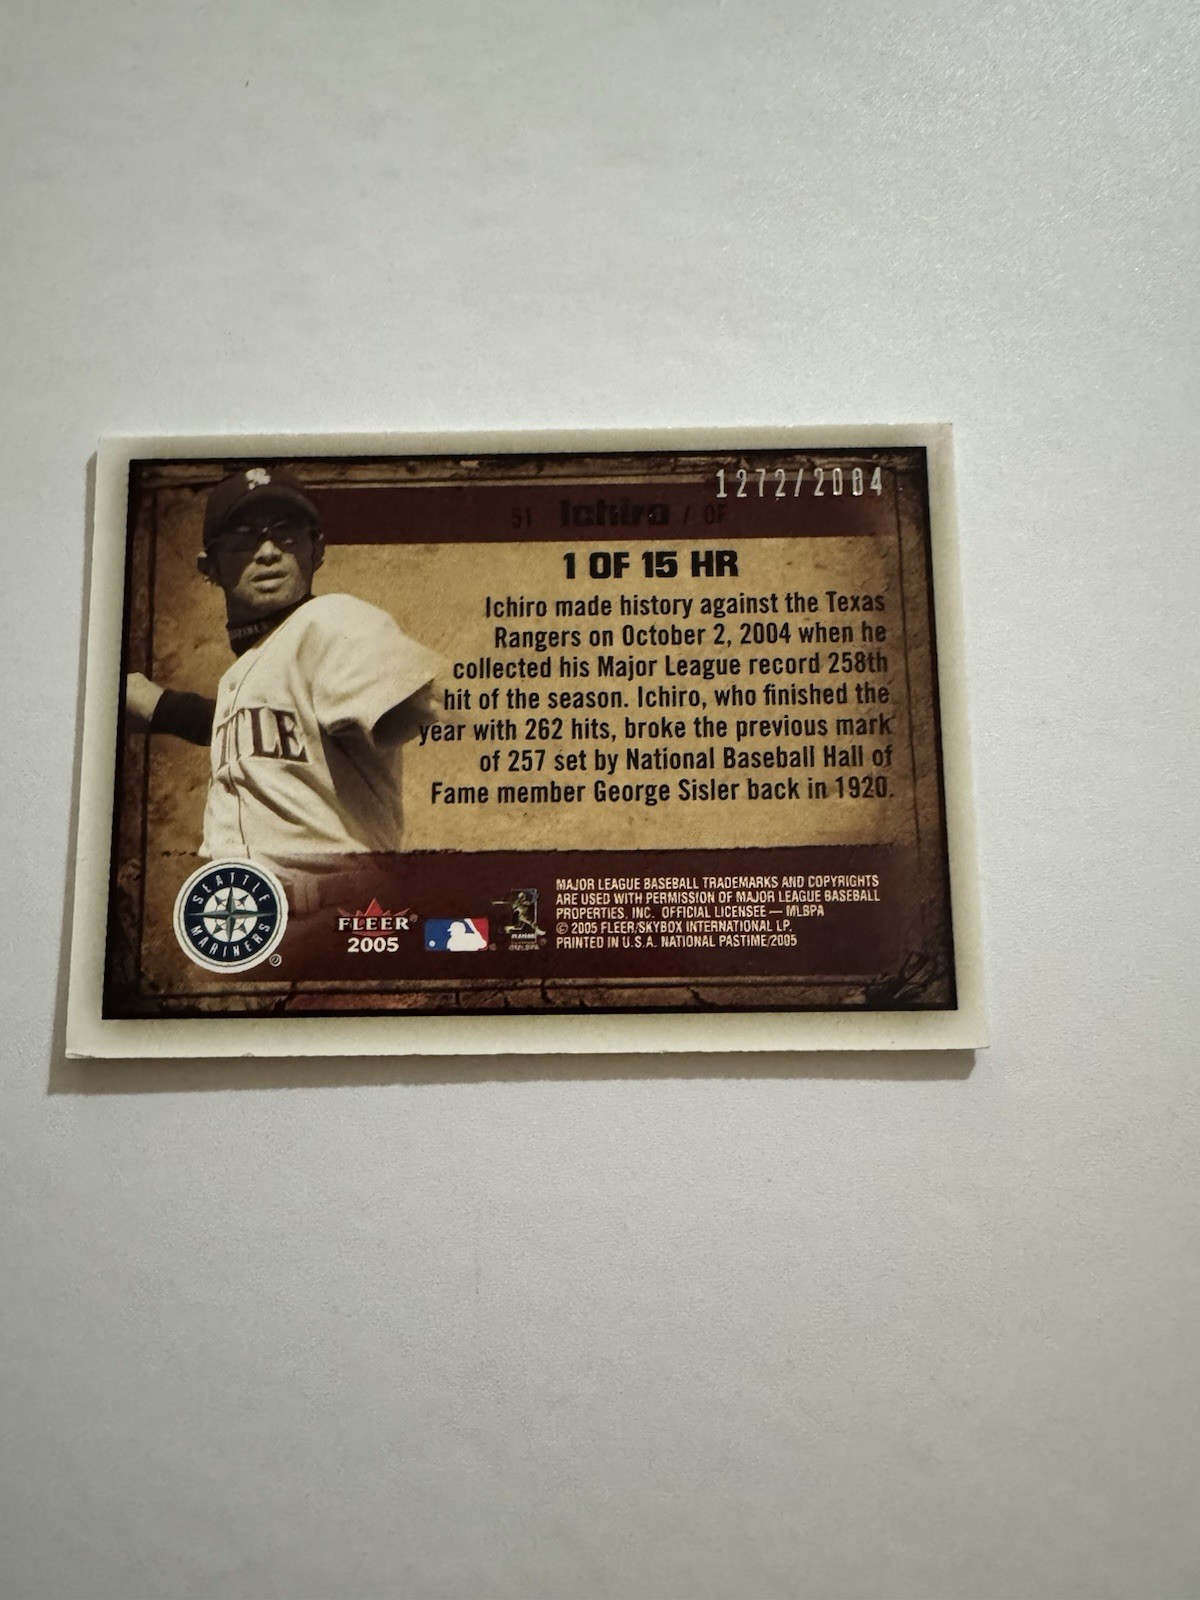 1272/2004
51 Ichiro / OF
1 OF 15 HR
Ichiro made history against the Texas
Rangers on October 2, 2004 when he
collected his Major League record 258th
hit of the season. Ichiro, who finished the
year with 262 hits, broke the previous mark
of 257 set by National Baseball Hall of
Fame member George Sisler back in 1920.
TTLE
SEATTLE
MARINERS
®
FLEER®
2005
MAJOR LEAGUE BASEBALL TRADEMARKS AND COPYRIGHTS
ARE USED WITH PERMISSION OF MAJOR LEAGUE BASEBALL
PROPERTIES, INC. OFFICIAL LICENSEE — MLBPA
© 2005 FLEER/SKYBOX INTERNATIONAL LP.
PRINTED IN U.S.A. NATIONAL PASTIME/2005